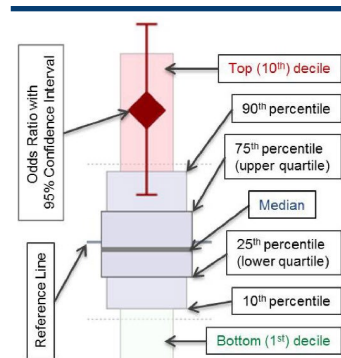 Odds Ratio with
95% Confidence Interval
Reference Line
Top (10th) decile
90th percentile
75th percentile
(upper quartile)
Median
25th percentile
(lower quartile)
10th percentile
Bottom (1st) decile